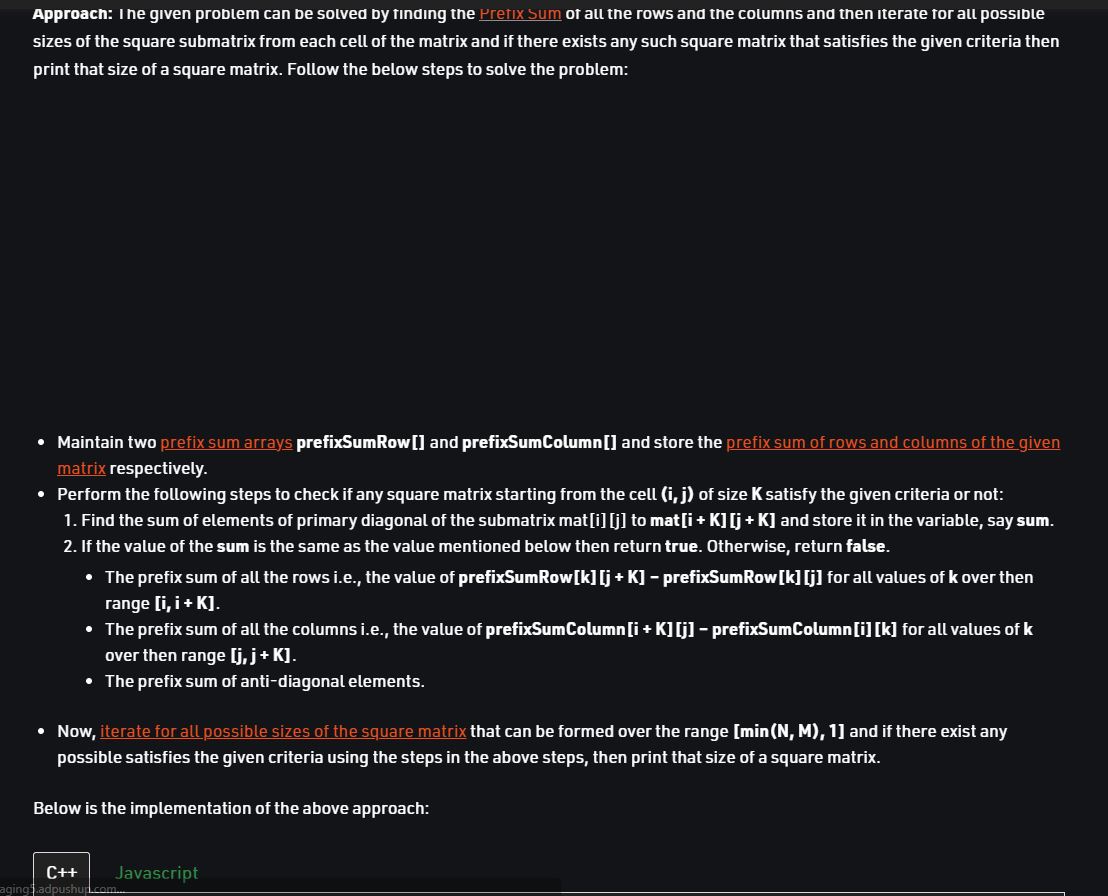 Approach: The given problem can be solved by finding the Prefix Sum of all the rows and the columns and then iterate for all possible
sizes of the square submatrix from each cell of the matrix and if there exists any such square matrix that satisfies the given criteria then
print that size of a square matrix. Follow the below steps to solve the problem:
• Maintain two prefix sum arrays prefixSumRow[] and prefixSumColumn[] and store the prefix sum of rows and columns of the given
matrix respectively.
• Perform the following steps to check if any square matrix starting from the cell (i, j) of size K satisfy the given criteria or not:
1. Find the sum of elements of primary diagonal of the submatrix mat[i][j] to mat[i + K][j + K] and store it in the variable, say sum.
2. If the value of the sum is the same as the value mentioned below then return true. Otherwise, return false.
• The prefix sum of all the rows i.e., the value of prefixSumRow[k][j + K] – prefixSumRow[k][j] for all values of k over then
range [i, i + K].
• The prefix sum of all the columns i.e., the value of prefixSumColumn[i + K][j] – prefixSumColumn[i][k] for all values of k
over then range [j, j + K].
• The prefix sum of anti-diagonal elements.
• Now, iterate for all possible sizes of the square matrix that can be formed over the range [min(N, M), 1] and if there exist any
possible satisfies the given criteria using the steps in the above steps, then print that size of a square matrix.
Below is the implementation of the above approach:
C++ Javascript
aging5.adpushup.com...